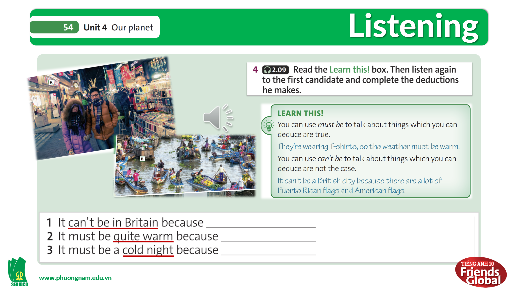 54 Unit 4 Our planet
Listening
4 2.09 Read the Learn this! box. Then listen again
to the first candidate and complete the deductions
he makes.
LEARN THIS!
You can use must be to talk about things which you can
deduce are true.
They're wearing T-shirts, so the weather must be warm.
You can use can't be to talk about things which you can
deduce are not the case.
It can't be a British city because there are a lot of
Puerto Rican flags and American flags.
1 It can't be in Britain because
2 It must be quite warm because
3 It must be a cold night because
www.phuongnam.edu.vn
TIẾNG ANH 10
Friends
Global